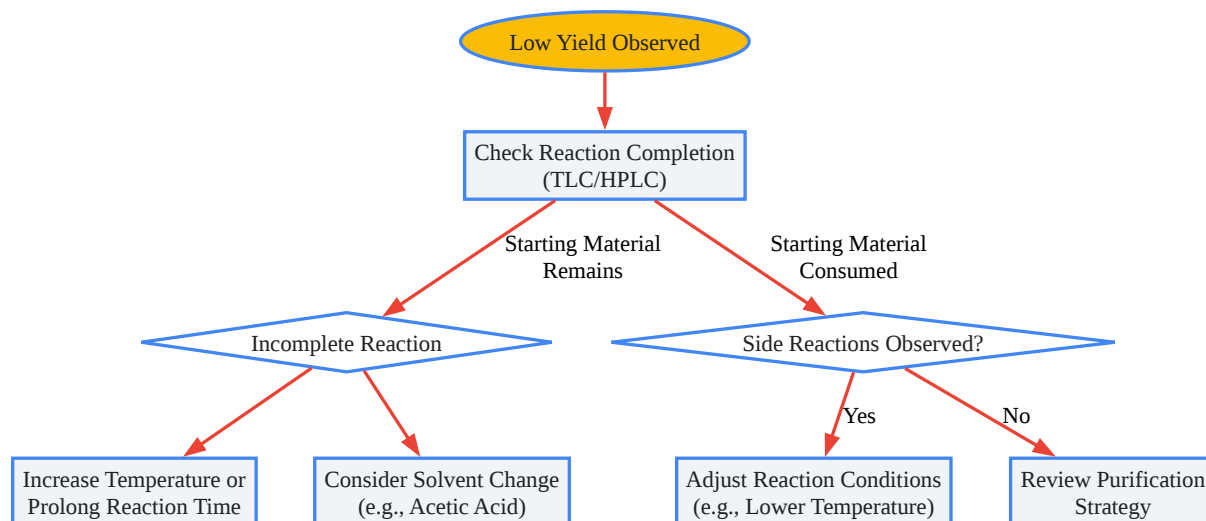 Low Yield Observed
Check Reaction Completion
(TLC/HPLC)
Starting Material
Remains
Starting Material
Consumed
Incomplete Reaction
Side Reactions Observed?
Yes
No
Increase Temperature or
Prolong Reaction Time
Consider Solvent Change
(e.g., Acetic Acid)
Adjust Reaction Conditions
(e.g., Lower Temperature)
Review Purification
Strategy